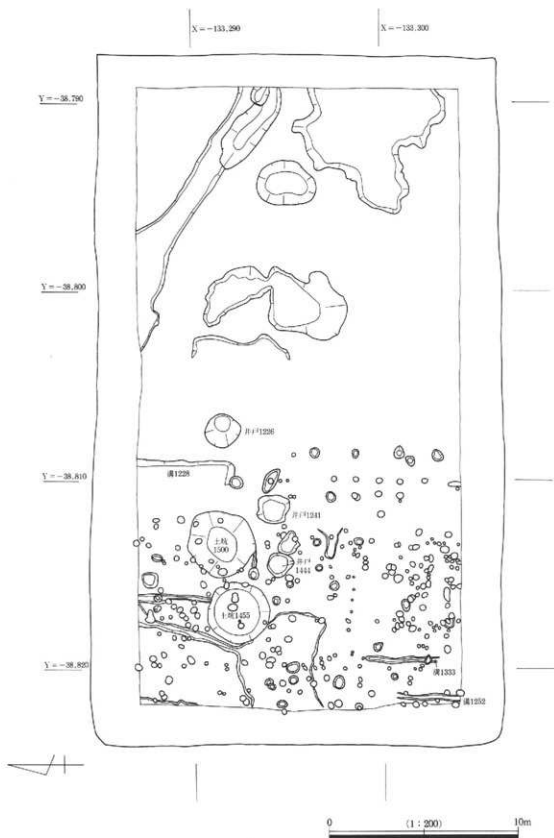 X=-133,290
X=-133,300
Y=-38,790
Y=-38,800
井戸1226
Y=-38,810
溝1228
井戸1241
土坑
1500
井戸
1444
土坑1455
Y=-38,820
溝1333
溝1252
0
(1:200)
10m